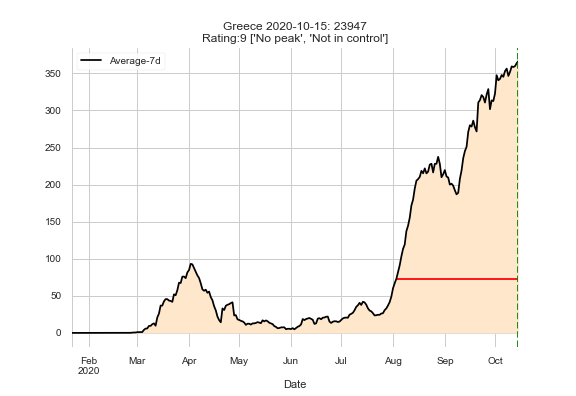 Greece 2020-10-15: 23947
Rating:9 ['No peak', 'Not in control']
Average-7d
350
300
250
200
150
100
50
0
Feb Mar Apr May Jun Jul Aug Sep Oct
2020
Date